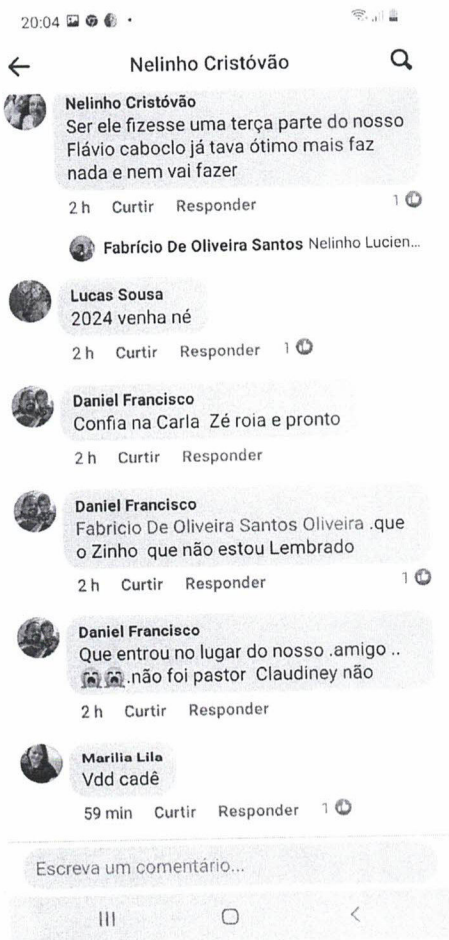 20:04
Nelinho Cristóvão
Nelinho Cristóvão
Ser ele fizesse uma terça parte do nosso
Flávio caboclo já tava ótimo mais faz
nada e nem vai fazer
2 h Curtir Responder 1
Fabrício De Oliveira Santos Nelinho Lucien...
Lucas Sousa
2024 venha né
2 h Curtir Responder 1
Daniel Francisco
Confia na Carla Zé roia e pronto
2 h Curtir Responder
Daniel Francisco
Fabricio De Oliveira Santos Oliveira .que
o Zinho que não estou Lembrado
2 h Curtir Responder 1
Daniel Francisco
Que entrou no lugar do nosso .amigo ..
😭😭.não foi pastor Claudiney não
2 h Curtir Responder
Marilia Lila
Vdd cadê
59 min Curtir Responder 1
Escreva um comentário...